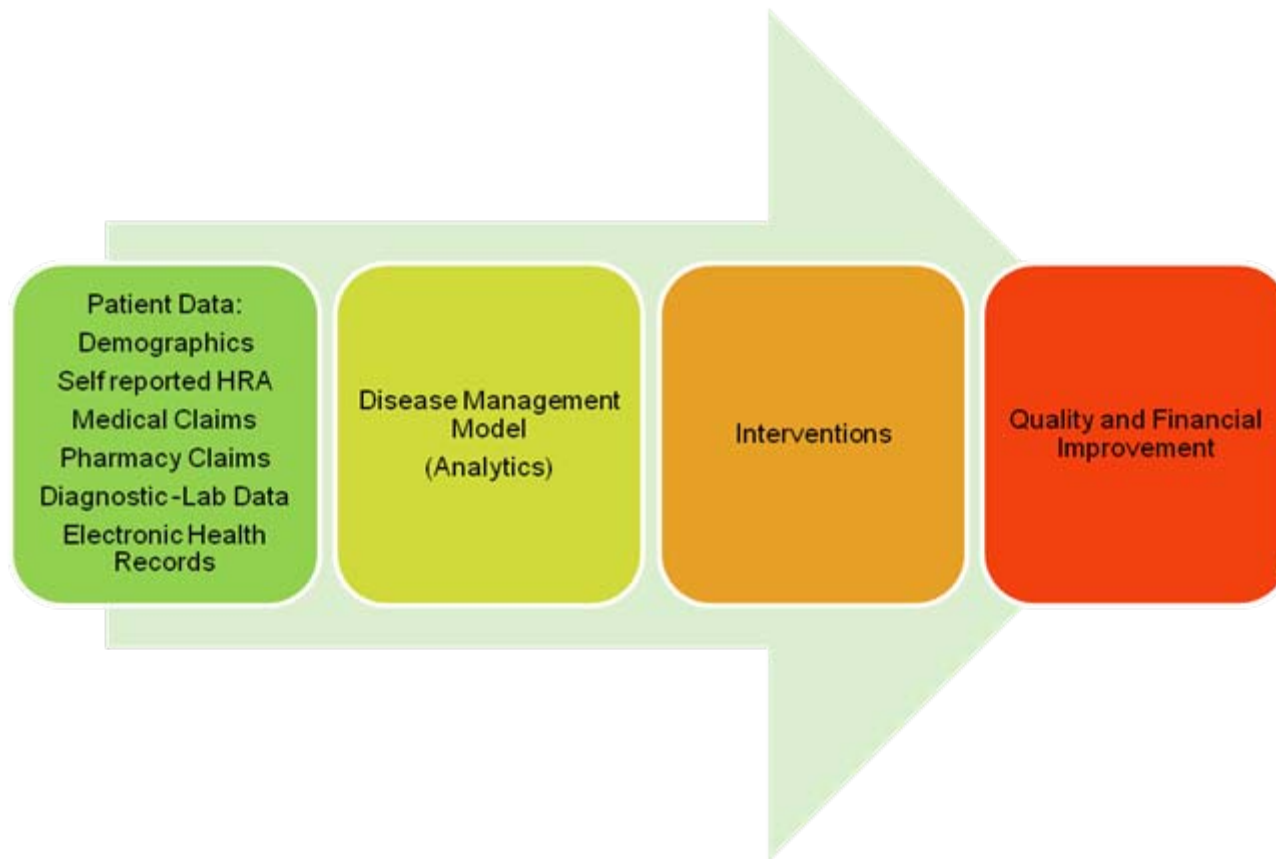 Patient Data:
Demographics
Self reported HRA
Medical Claims
Pharmacy Claims
Diagnostic-Lab Data
Electronic Health
Records
Disease Management
Model
(Analytics)
Interventions
Quality and Financial
Improvement